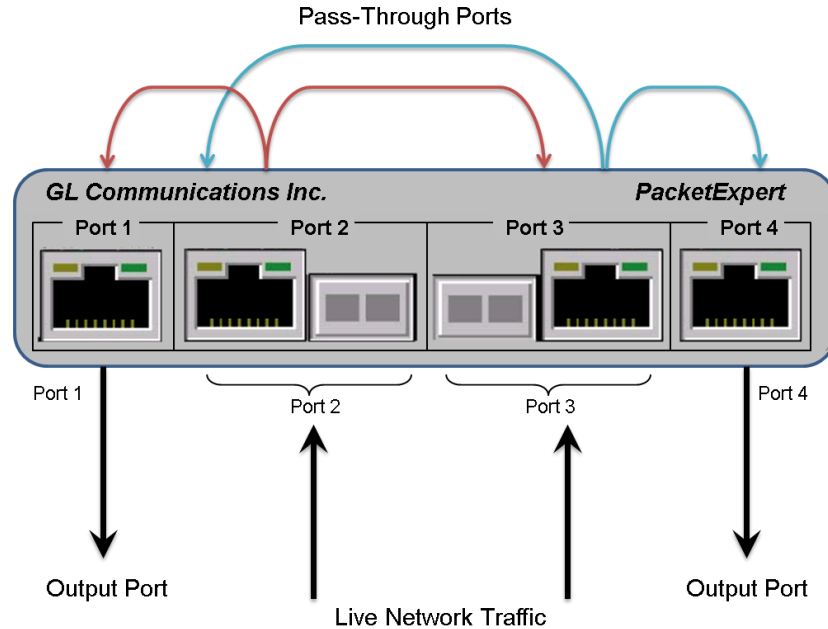 Pass-Through Ports
GL Communications Inc. PacketExpert
Port 1 Port 2 Port 3 Port 4
Port 1 Port 2 Port 3 Port 4
Output Port Output Port
Live Network Traffic